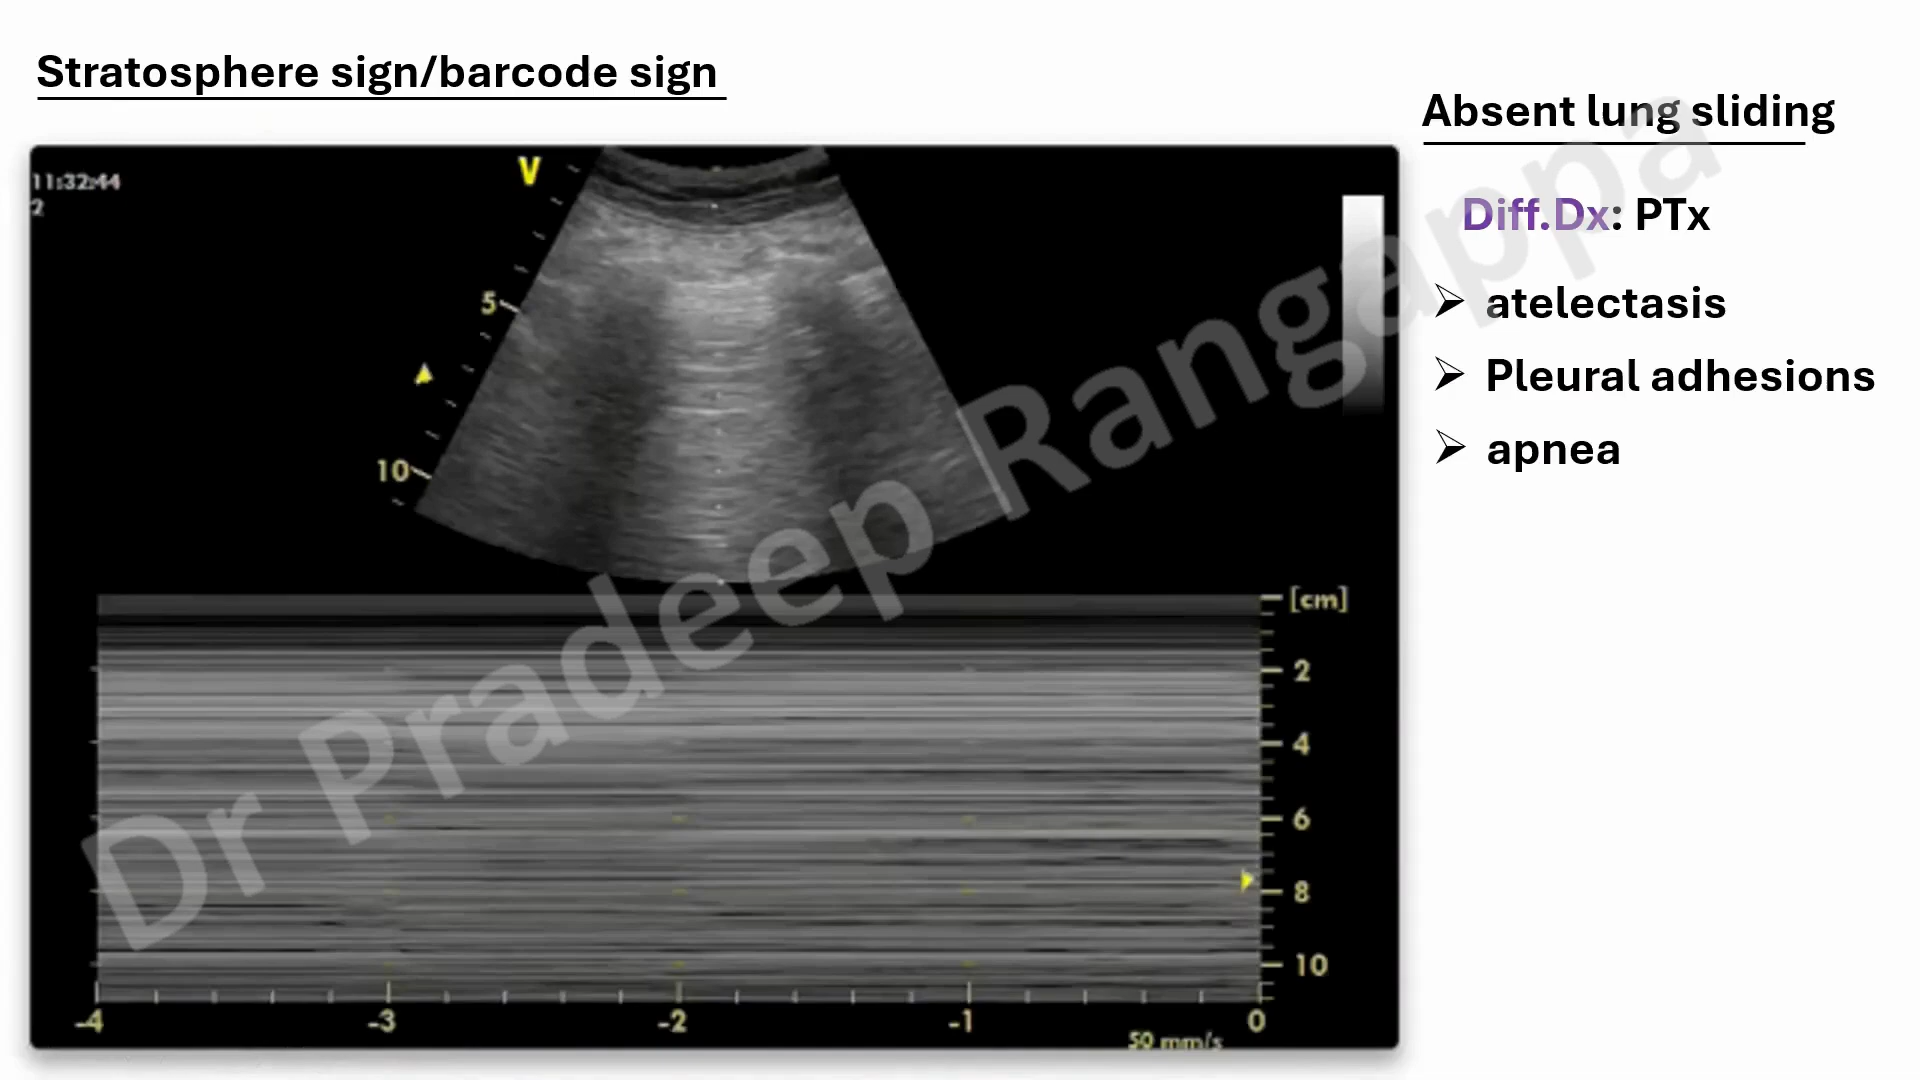 Stratosphere sign/barcode sign
Absent lung sliding
Diff.Dx: PTx
atelectasis
Pleural adhesions
apnea
11:32:44
2
V
5
10
[cm]
2
4
6
8
10
-4 -3 -2 -1 0
50 mm/s
Dr Pradeep Rangappa